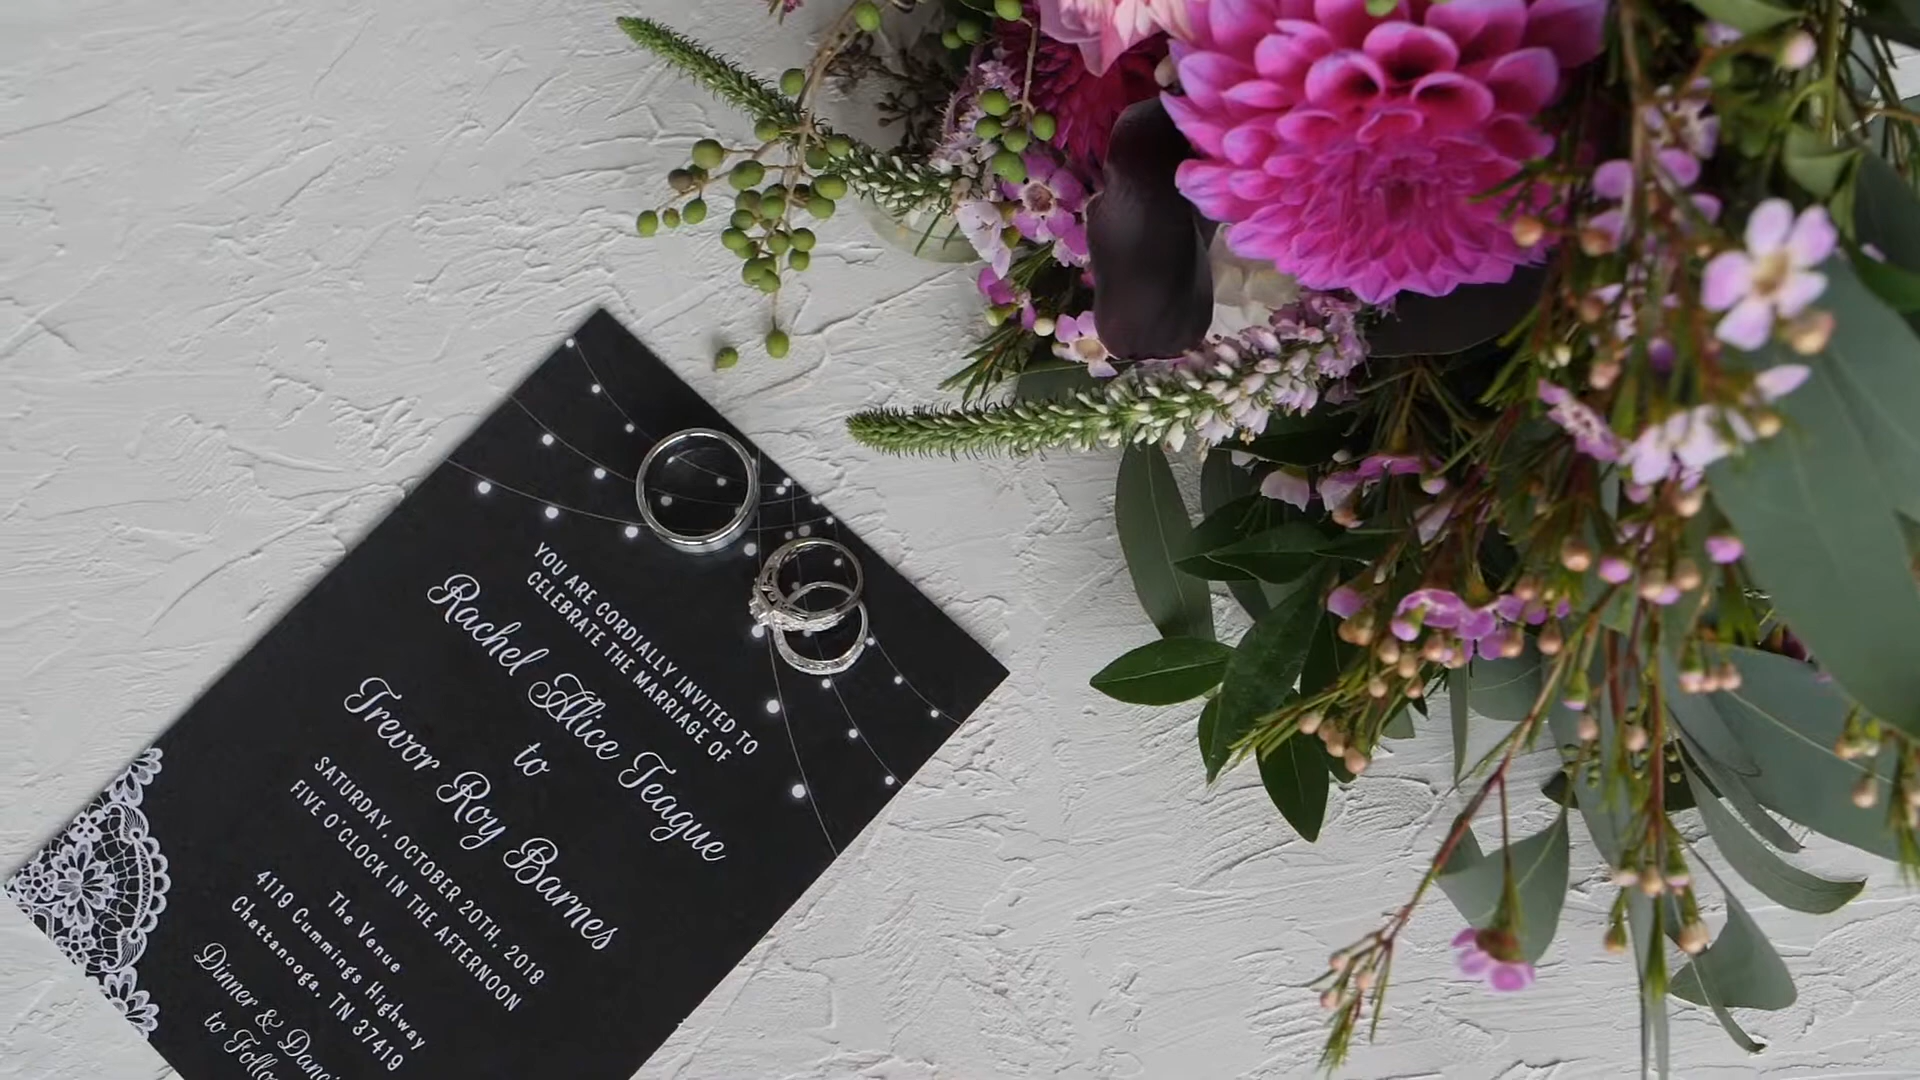 YOU ARE CORDIALLY INVITED TO
CELEBRATE THE MARRIAGE OF
Rachel Alice Teague
to
Trevor Roy Barnes
SATURDAY, OCTOBER 20TH, 2018
FIVE O'CLOCK IN THE AFTERNOON
The Venue
4119 Cummings Highway
Chattanooga, TN 37419
Dinner &
to